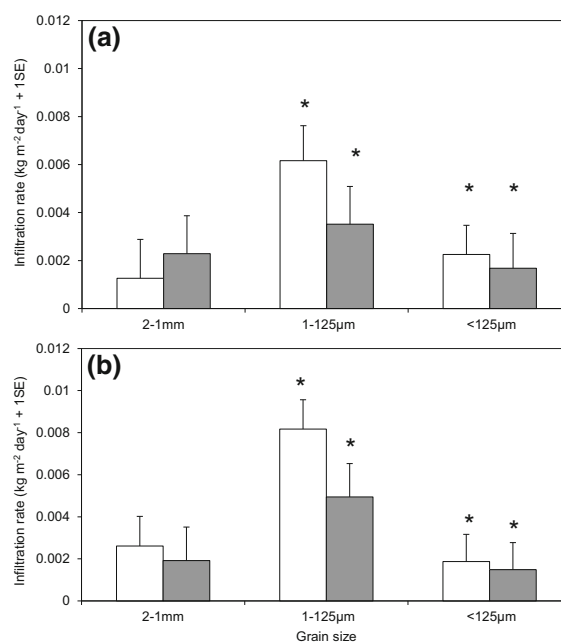 (a)
Infiltration rate (kg m⁻² day⁻¹ + 1SE)
0.012
0.01
0.008
0.006
0.004
0.002
0
*
*
*
*
2-1mm
1-125µm
<125µm
(b)
Infiltration rate (kg m⁻² day⁻¹ + 1SE)
0.012
0.01
0.008
0.006
0.004
0.002
0
*
*
*
*
2-1mm
1-125µm
<125µm
Grain size